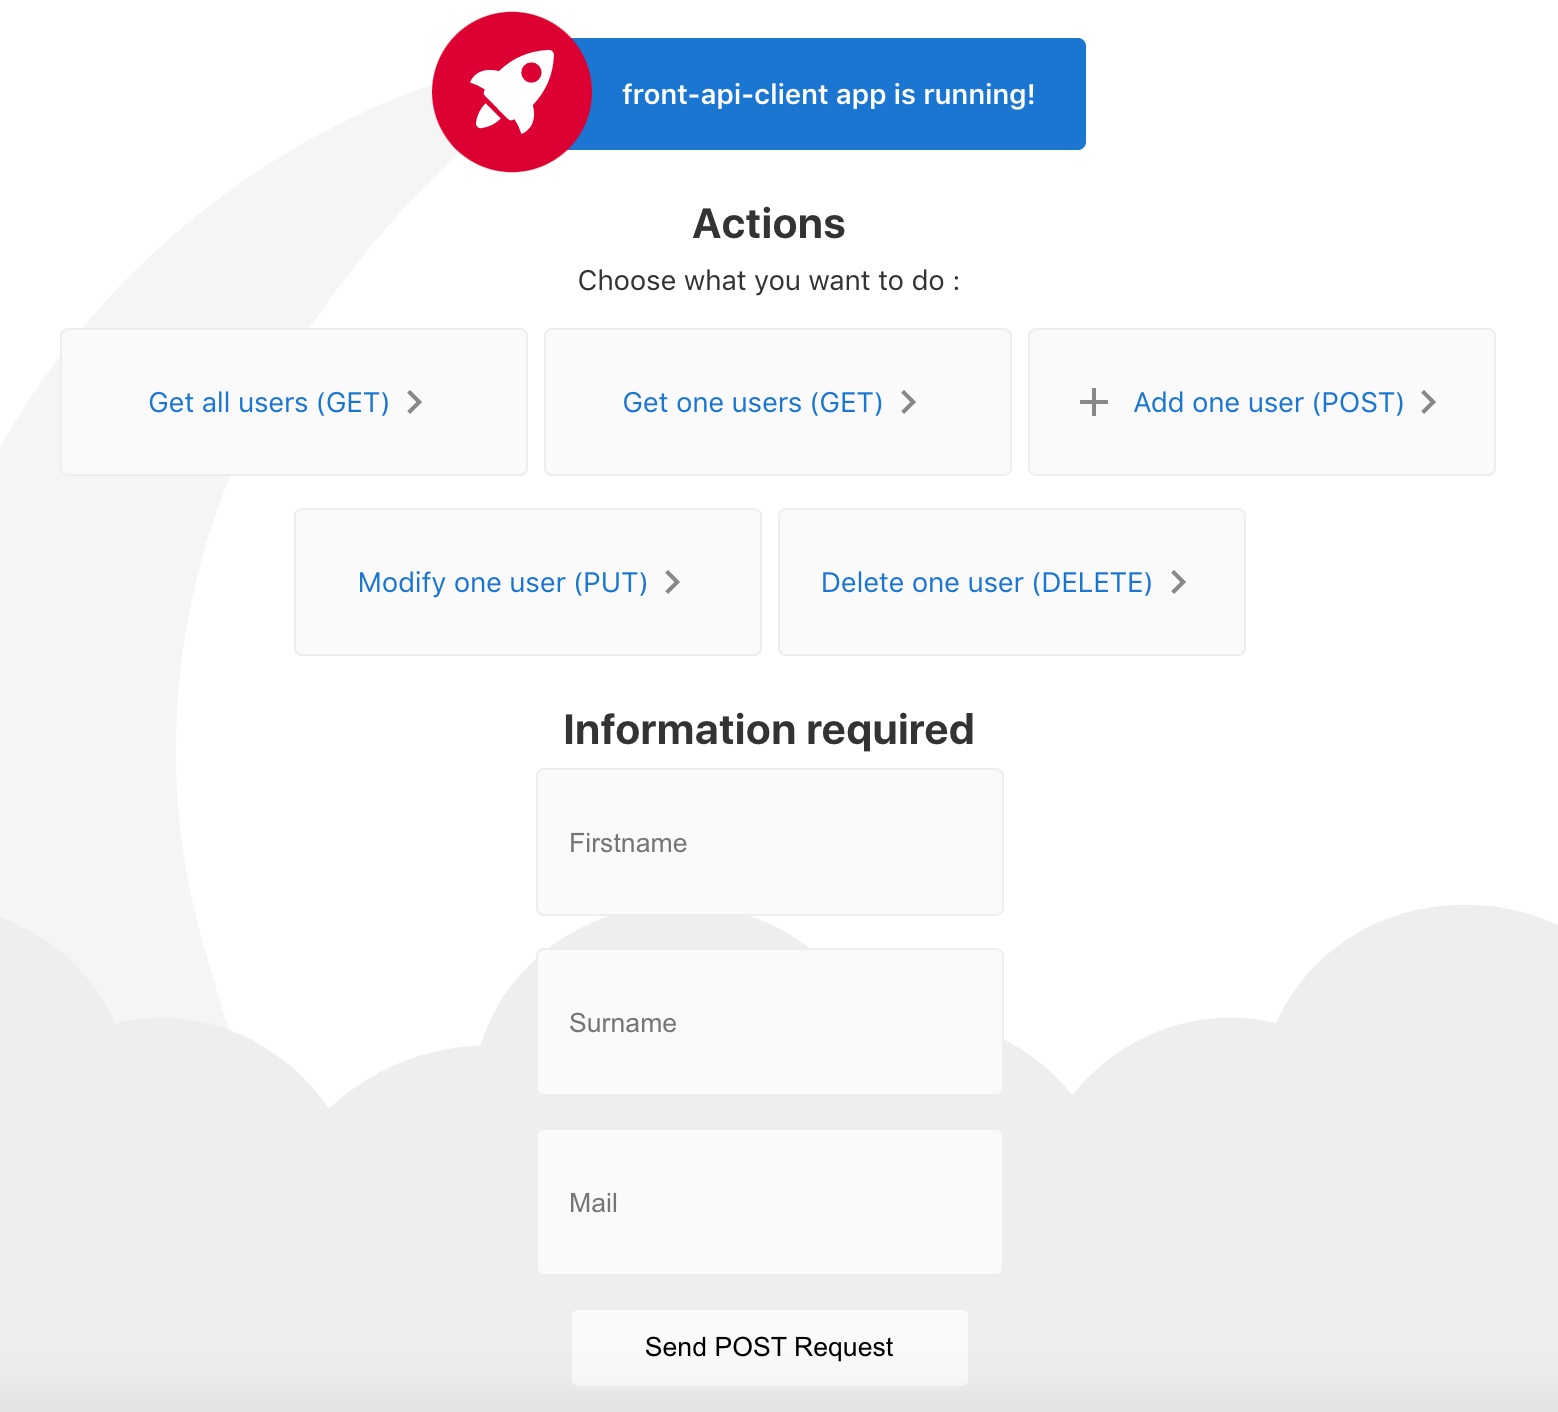 front-api-client app is running!
Actions
Choose what you want to do :
Get all users (GET)
Get one users (GET)
Add one user (POST)
Modify one user (PUT)
Delete one user (DELETE)
Information required
Firstname
Surname
Mail
Send POST Request